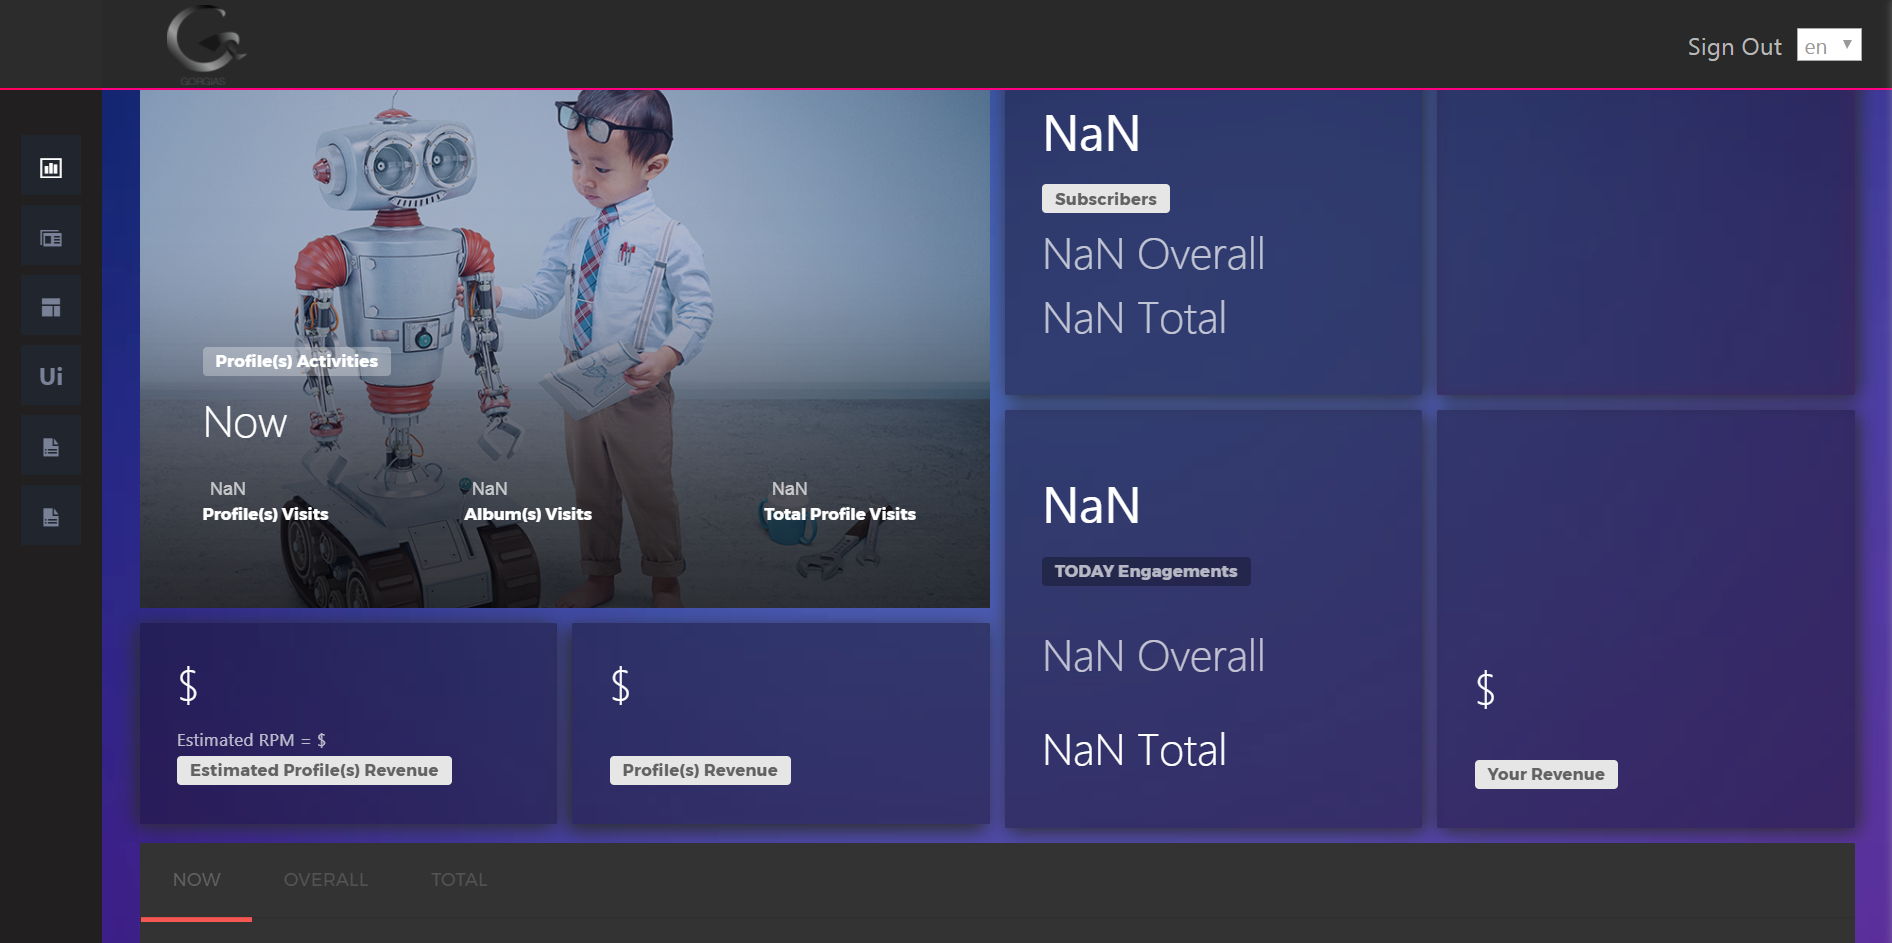 GORGIAS
Sign Out
en
Profile(s) Activities
Now
NaN
Profile(s) Visits
NaN
Album(s) Visits
NaN
Total Profile Visits
NaN
Subscribers
NaN Overall
NaN Total
Ui
$
Estimated RPM = $
Estimated Profile(s) Revenue
$
Profile(s) Revenue
NaN
TODAY Engagements
NaN Overall
NaN Total
$
Your Revenue
NOW
OVERALL
TOTAL